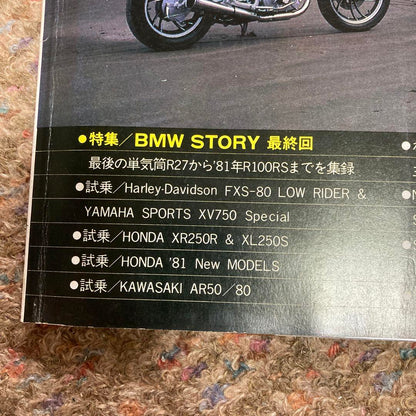 ●特集／BMW STORY 最終回
最後の単気筒R27から'81年R100RSまでを集録
●試乗／Harley-Davidson FXS-80 LOW RIDER &
YAMAHA SPORTS XV750 Special
●試乗／HONDA XR250R & XL250S
●試乗／HONDA '81 New MODELS
●試乗／KAWASAKI AR50／80